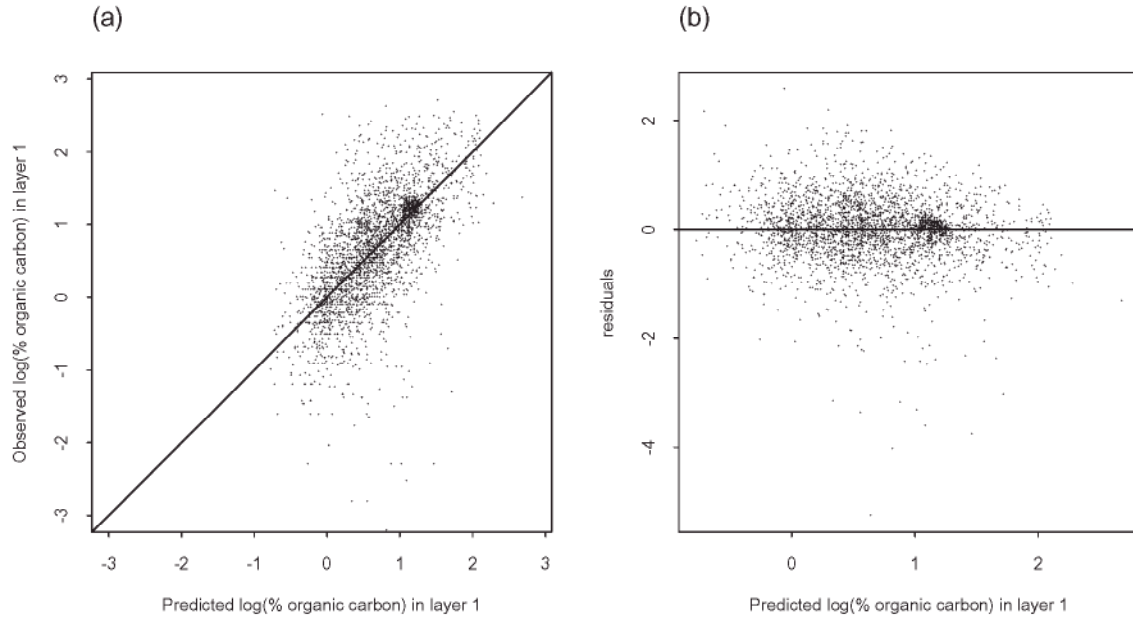 (a)
Observed log(% organic carbon) in layer 1
3
2
1
0
-1
-2
-3
-3 -2 -1 0 1 2 3
Predicted log(% organic carbon) in layer 1
(b)
residuals
2
0
-2
-4
0 1 2
Predicted log(% organic carbon) in layer 1